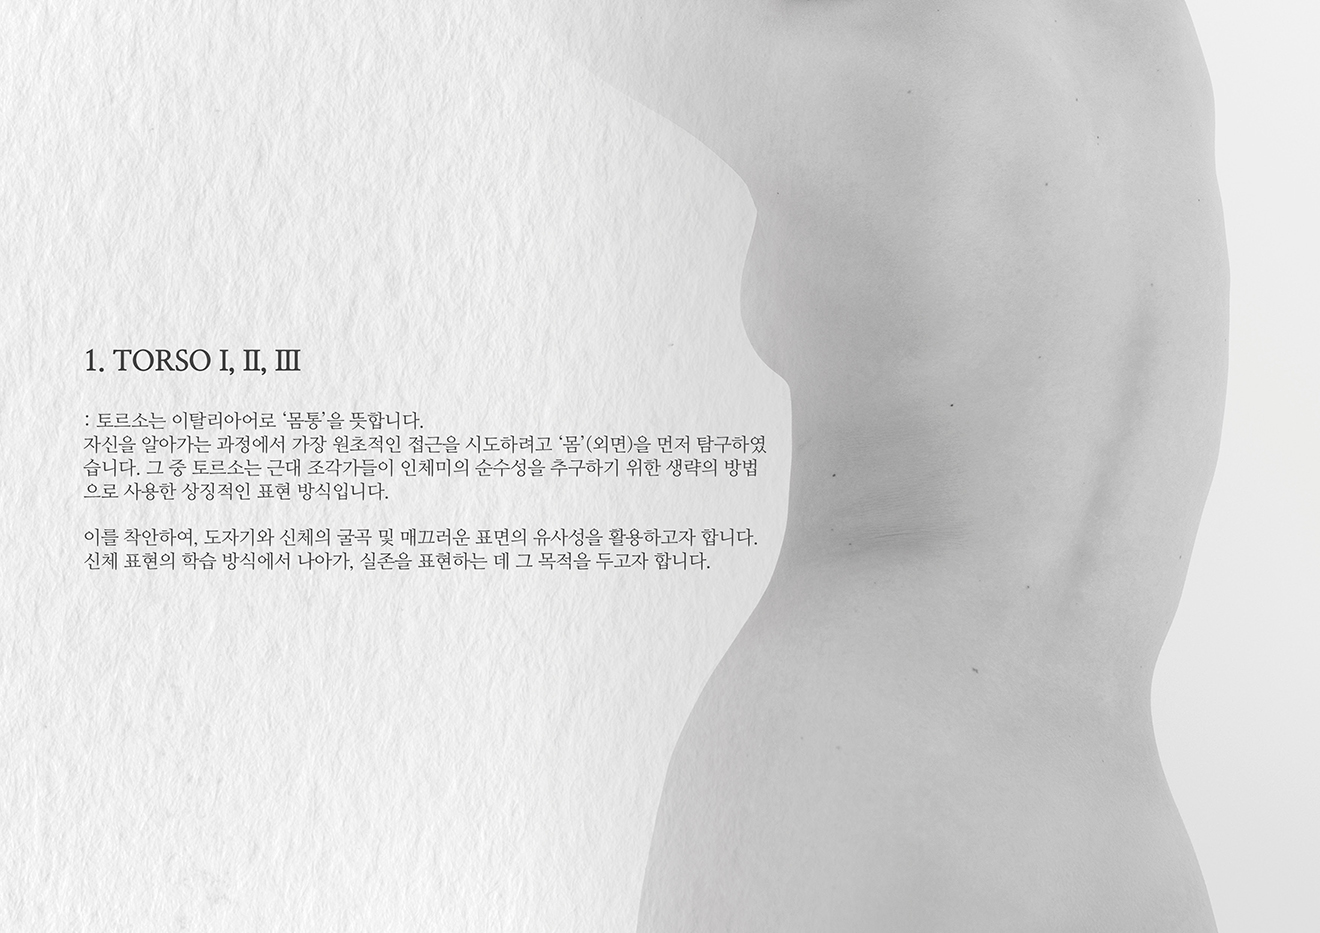 1. TORSO Ⅰ, Ⅱ, Ⅲ
: 토르소는 이탈리아어로 ‘몸통’을 뜻합니다.
자신을 알아가는 과정에서 가장 원초적인 접근을 시도하려고 ‘몸’(외면)을 먼저 탐구하였
습니다. 그 중 토르소는 근대 조각가들이 인체미의 순수성을 추구하기 위한 생략의 방법
으로 사용한 상징적인 표현 방식입니다.
이를 착안하여, 도자기와 신체의 굴곡 및 매끄러운 표면의 유사성을 활용하고자 합니다.
신체 표현의 학습 방식에서 나아가, 실존을 표현하는 데 그 목적을 두고자 합니다.